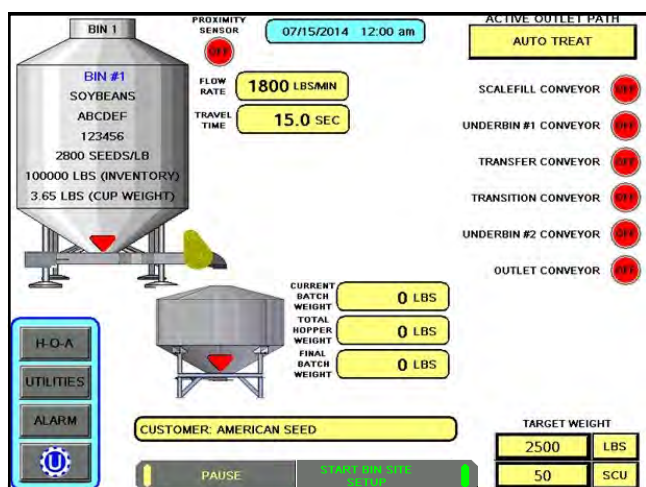 BIN 1
PROXIMITY
SENSOR
OFF
07/15/2014 12:00 am
ACTIVE OUTLET PATH
AUTO TREAT
BIN #1
SOYBEANS
ABCDEF
123456
2800 SEEDS/LB
100000 LBS (INVENTORY)
3.65 LBS (CUP WEIGHT)
FLOW
RATE
1800 LBS/MIN
TRAVEL
TIME
15.0 SEC
SCALEFILL CONVEYOR OFF
UNDERBIN #1 CONVEYOR OFF
TRANSFER CONVEYOR OFF
TRANSITION CONVEYOR OFF
UNDERBIN #2 CONVEYOR OFF
OUTLET CONVEYOR OFF
CURRENT
BATCH
WEIGHT
0 LBS
TOTAL
HOPPER
WEIGHT
0 LBS
FINAL
BATCH
WEIGHT
0 LBS
H-O-A
UTILITIES
ALARM
U
CUSTOMER: AMERICAN SEED
TARGET WEIGHT
2500 LBS
50 SCU
PAUSE
START BIN SITE
SETUP